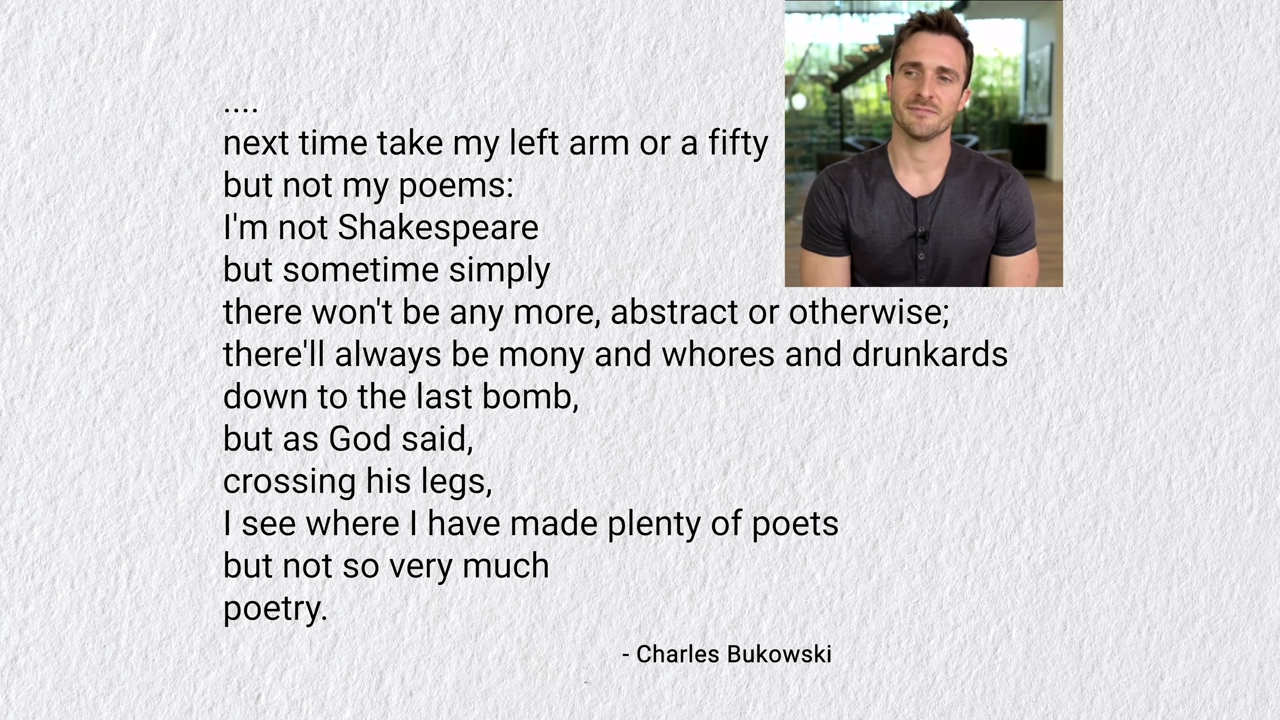 ....
next time take my left arm or a fifty
but not my poems:
I'm not Shakespeare
but sometime simply
there won't be any more, abstract or otherwise;
there'll always be mony and whores and drunkards
down to the last bomb,
but as God said,
crossing his legs,
I see where I have made plenty of poets
but not so very much
poetry.
- Charles Bukowski